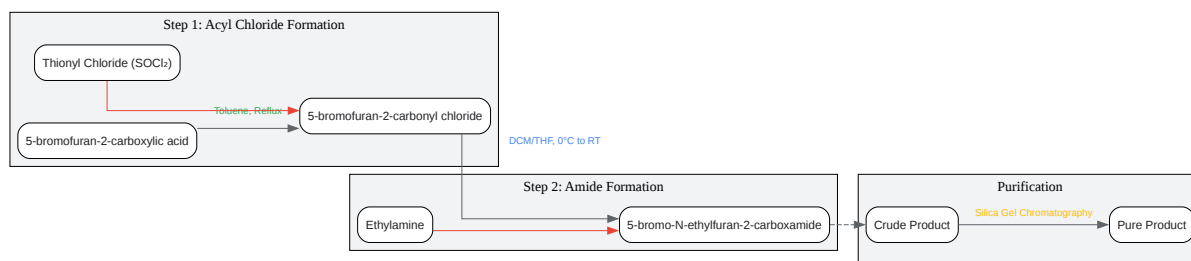 Step 1: Acyl Chloride Formation
Thionyl Chloride (SOCl₂)
Toluene, Reflux
5-bromofuran-2-carbonyl chloride
5-bromofuran-2-carboxylic acid
DCM/THF, 0°C to RT
Step 2: Amide Formation
Ethylamine
5-bromo-N-ethylfuran-2-carboxamide
Purification
Silica Gel Chromatography
Crude Product
Pure Product